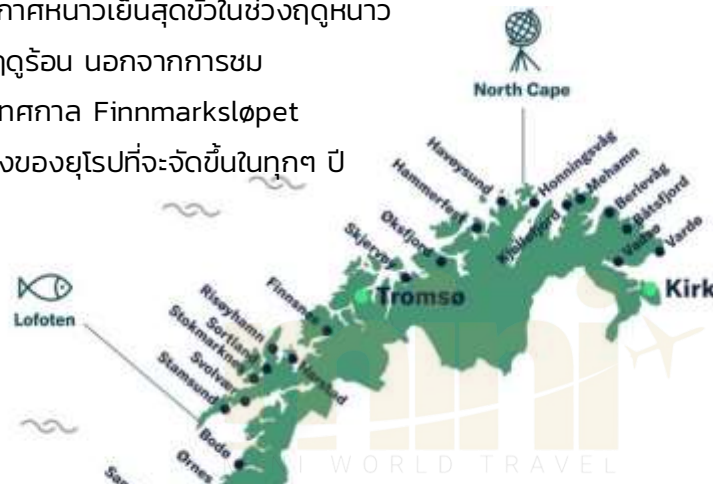 กาศหนาวเย็นสุดขั้วในช่วงฤดูหนาว
ฤดูร้อน นอกจากการชม
ทศกาล Finnmarksløpet
งของยุโรปที่จะจัดขึ้นในทุกๆ ปี
North Cape
Havøysund
Honningsvåg
Mehamn
Hammerfest
Kjøllefjord
Berlevåg
Båtsfjord
Øksfjord
Vadsø
Vardø
Skjervøy
Kirk
Tromsø
Finnsnes
Lofoten
Risøyhamn
Sortland
Stokmarknes
Harstad
Svolvær
Stamsund
Bodø
Ørnes
WORLD TRAVEL